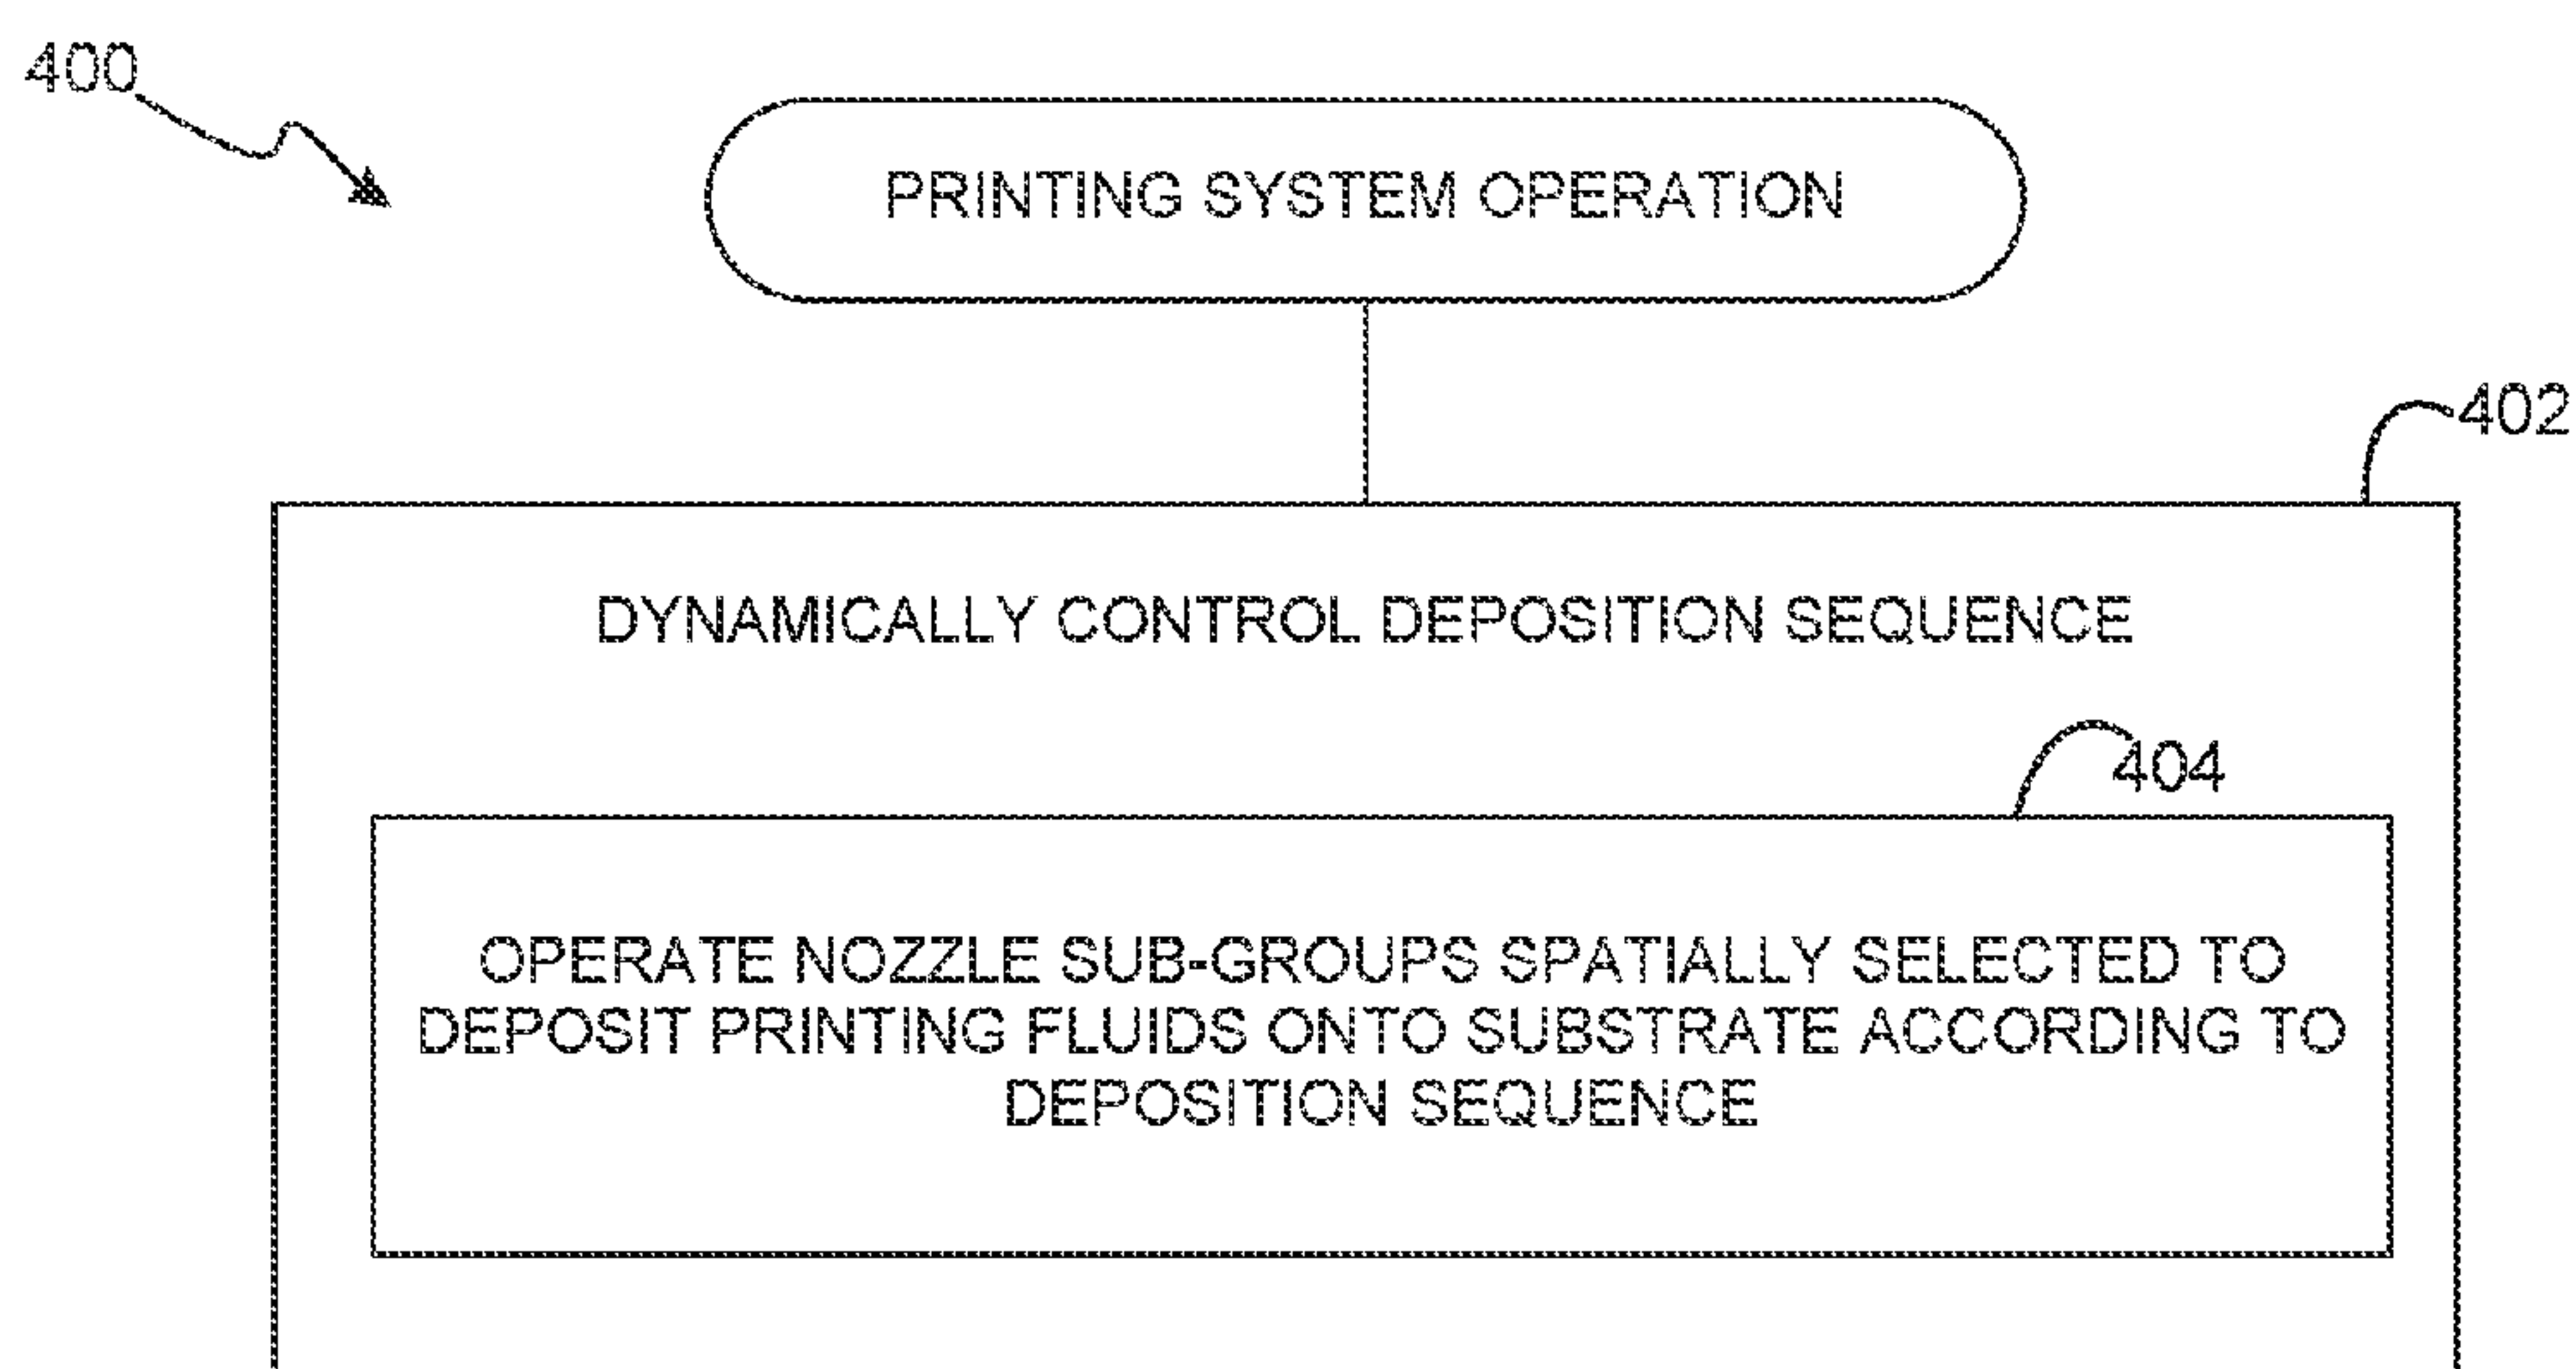 400
PRINTING SYSTEM OPERATION
402
DYNAMICALLY CONTROL DEPOSITION SEQUENCE
404
OPERATE NOZZLE SUB-GROUPS SPATIALLY SELECTED TO
DEPOSIT PRINTING FLUIDS ONTO SUBSTRATE ACCORDING TO
DEPOSITION SEQUENCE